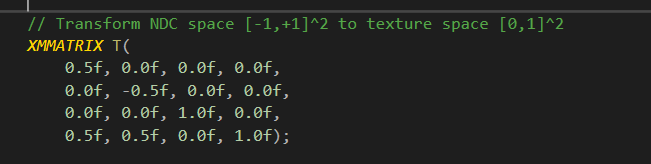 // Transform NDC space [-1,+1]^2 to texture space [0,1]^2
XMMATRIX T(
0.5f, 0.0f, 0.0f, 0.0f,
0.0f, -0.5f, 0.0f, 0.0f,
0.0f, 0.0f, 1.0f, 0.0f,
0.5f, 0.5f, 0.0f, 1.0f);